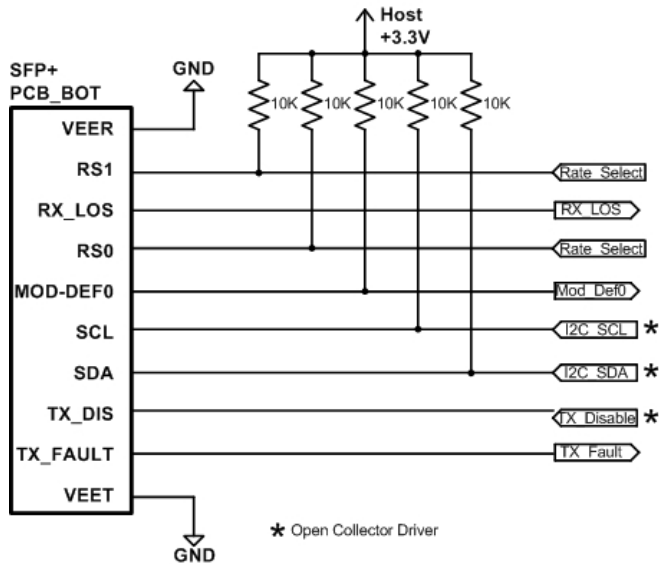 Host
+3.3V
SFP+
PCB_BOT
GND
10K 10K 10K 10K 10K
VEER
RS1 Rate_Select
RX_LOS RX_LOS
RS0 Rate_Select
MOD-DEF0 Mod_Def0
SCL I2C_SCL *
SDA I2C_SDA *
TX_DIS TX_Disable *
TX_FAULT TX_Fault
VEET
* Open Collector Driver
GND